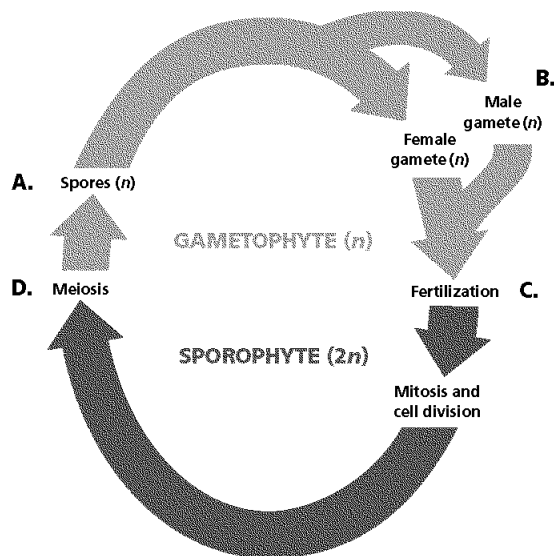 B.
Male
gamete (n)
Female
gamete (n)
A. Spores (n)
GAMETOPHYTE (n)
D. Meiosis
Fertilization C.
SPOROPHYTE (2n)
Mitosis and
cell division